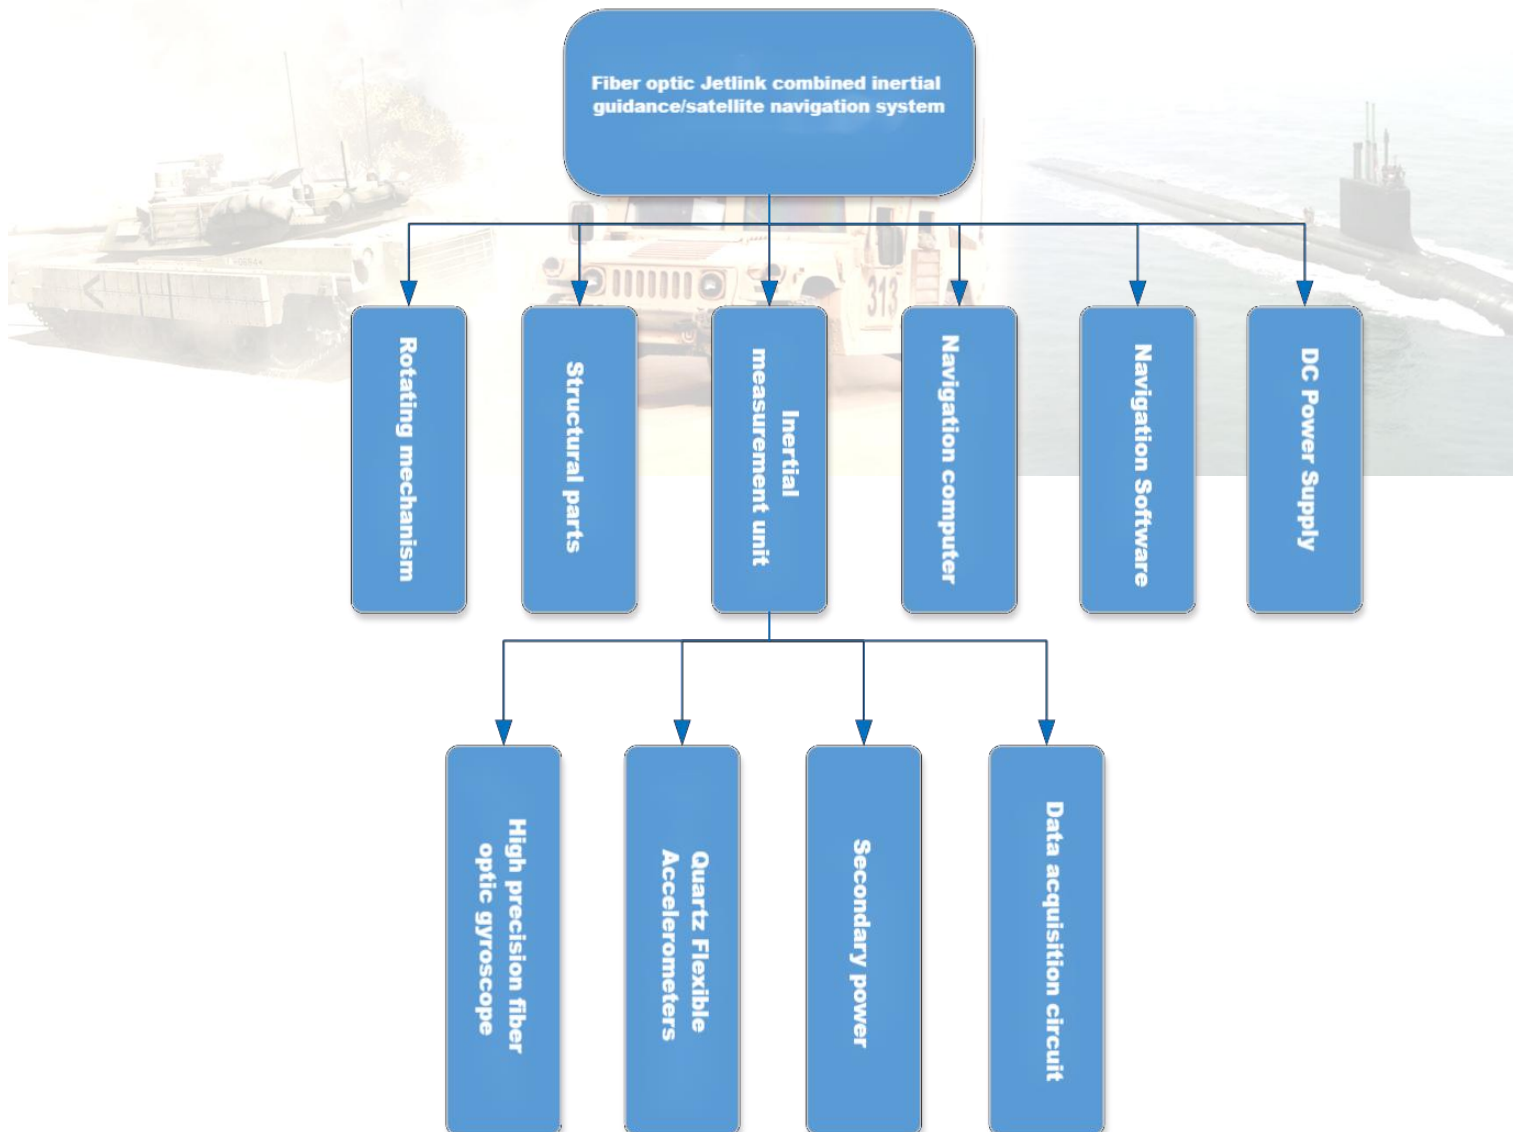 Fiber optic Jetlink combined inertial
guidance/satellite navigation system
313
Rotating mechanism
Structural parts
Inertial
measurement unit
Navigation computer
Navigation Software
DC Power Supply
High precision fiber
optic gyroscope
Quartz Flexible
Accelerometers
Secondary power
Data acquisition circuit